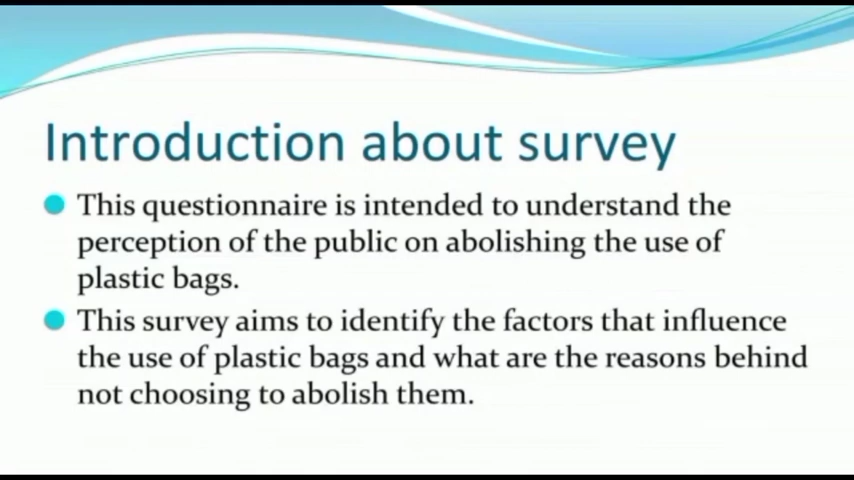 Introduction about survey
This questionnaire is intended to understand the
perception of the public on abolishing the use of
plastic bags.
This survey aims to identify the factors that influence
the use of plastic bags and what are the reasons behind
not choosing to abolish them.